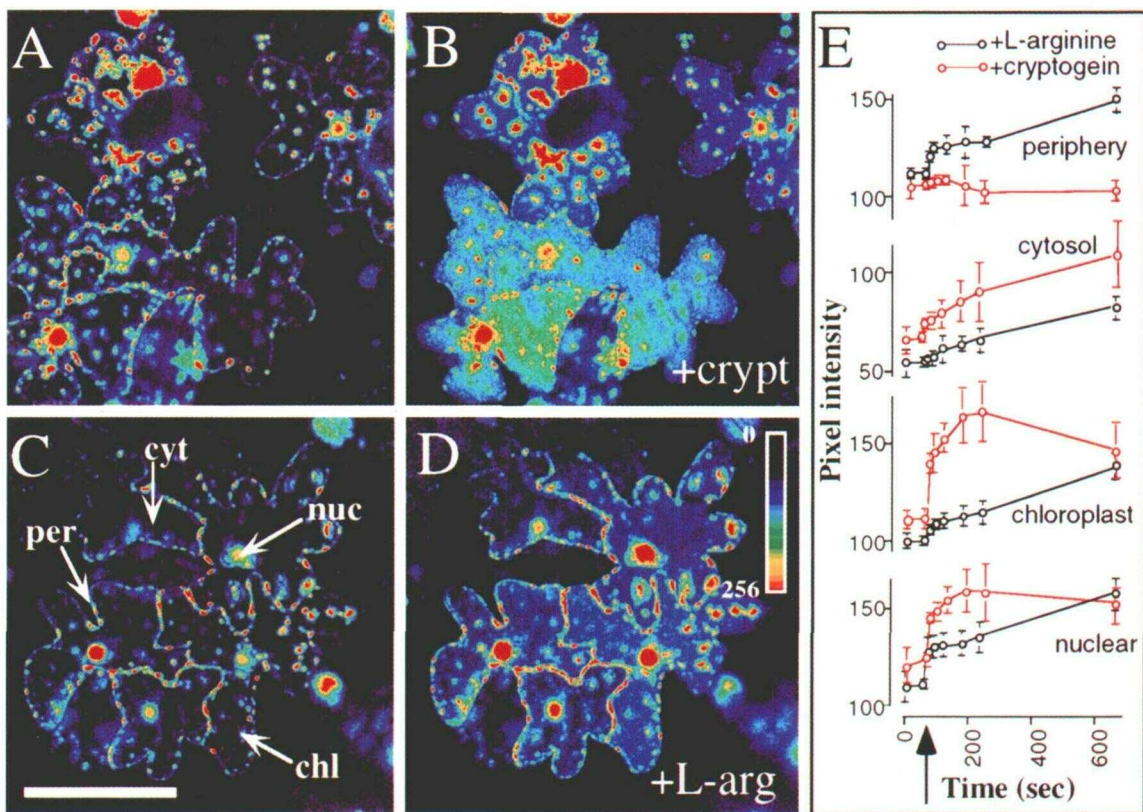 A
B
+crypt
C
cyt
nuc
per
chl
D
0
256
+L-arg
E
+L-arginine
+cryptogein
Pixel intensity
150
periphery
100
cytosol
100
50
150
chloroplast
100
150
nuclear
100
0
200
400
600
Time (sec)